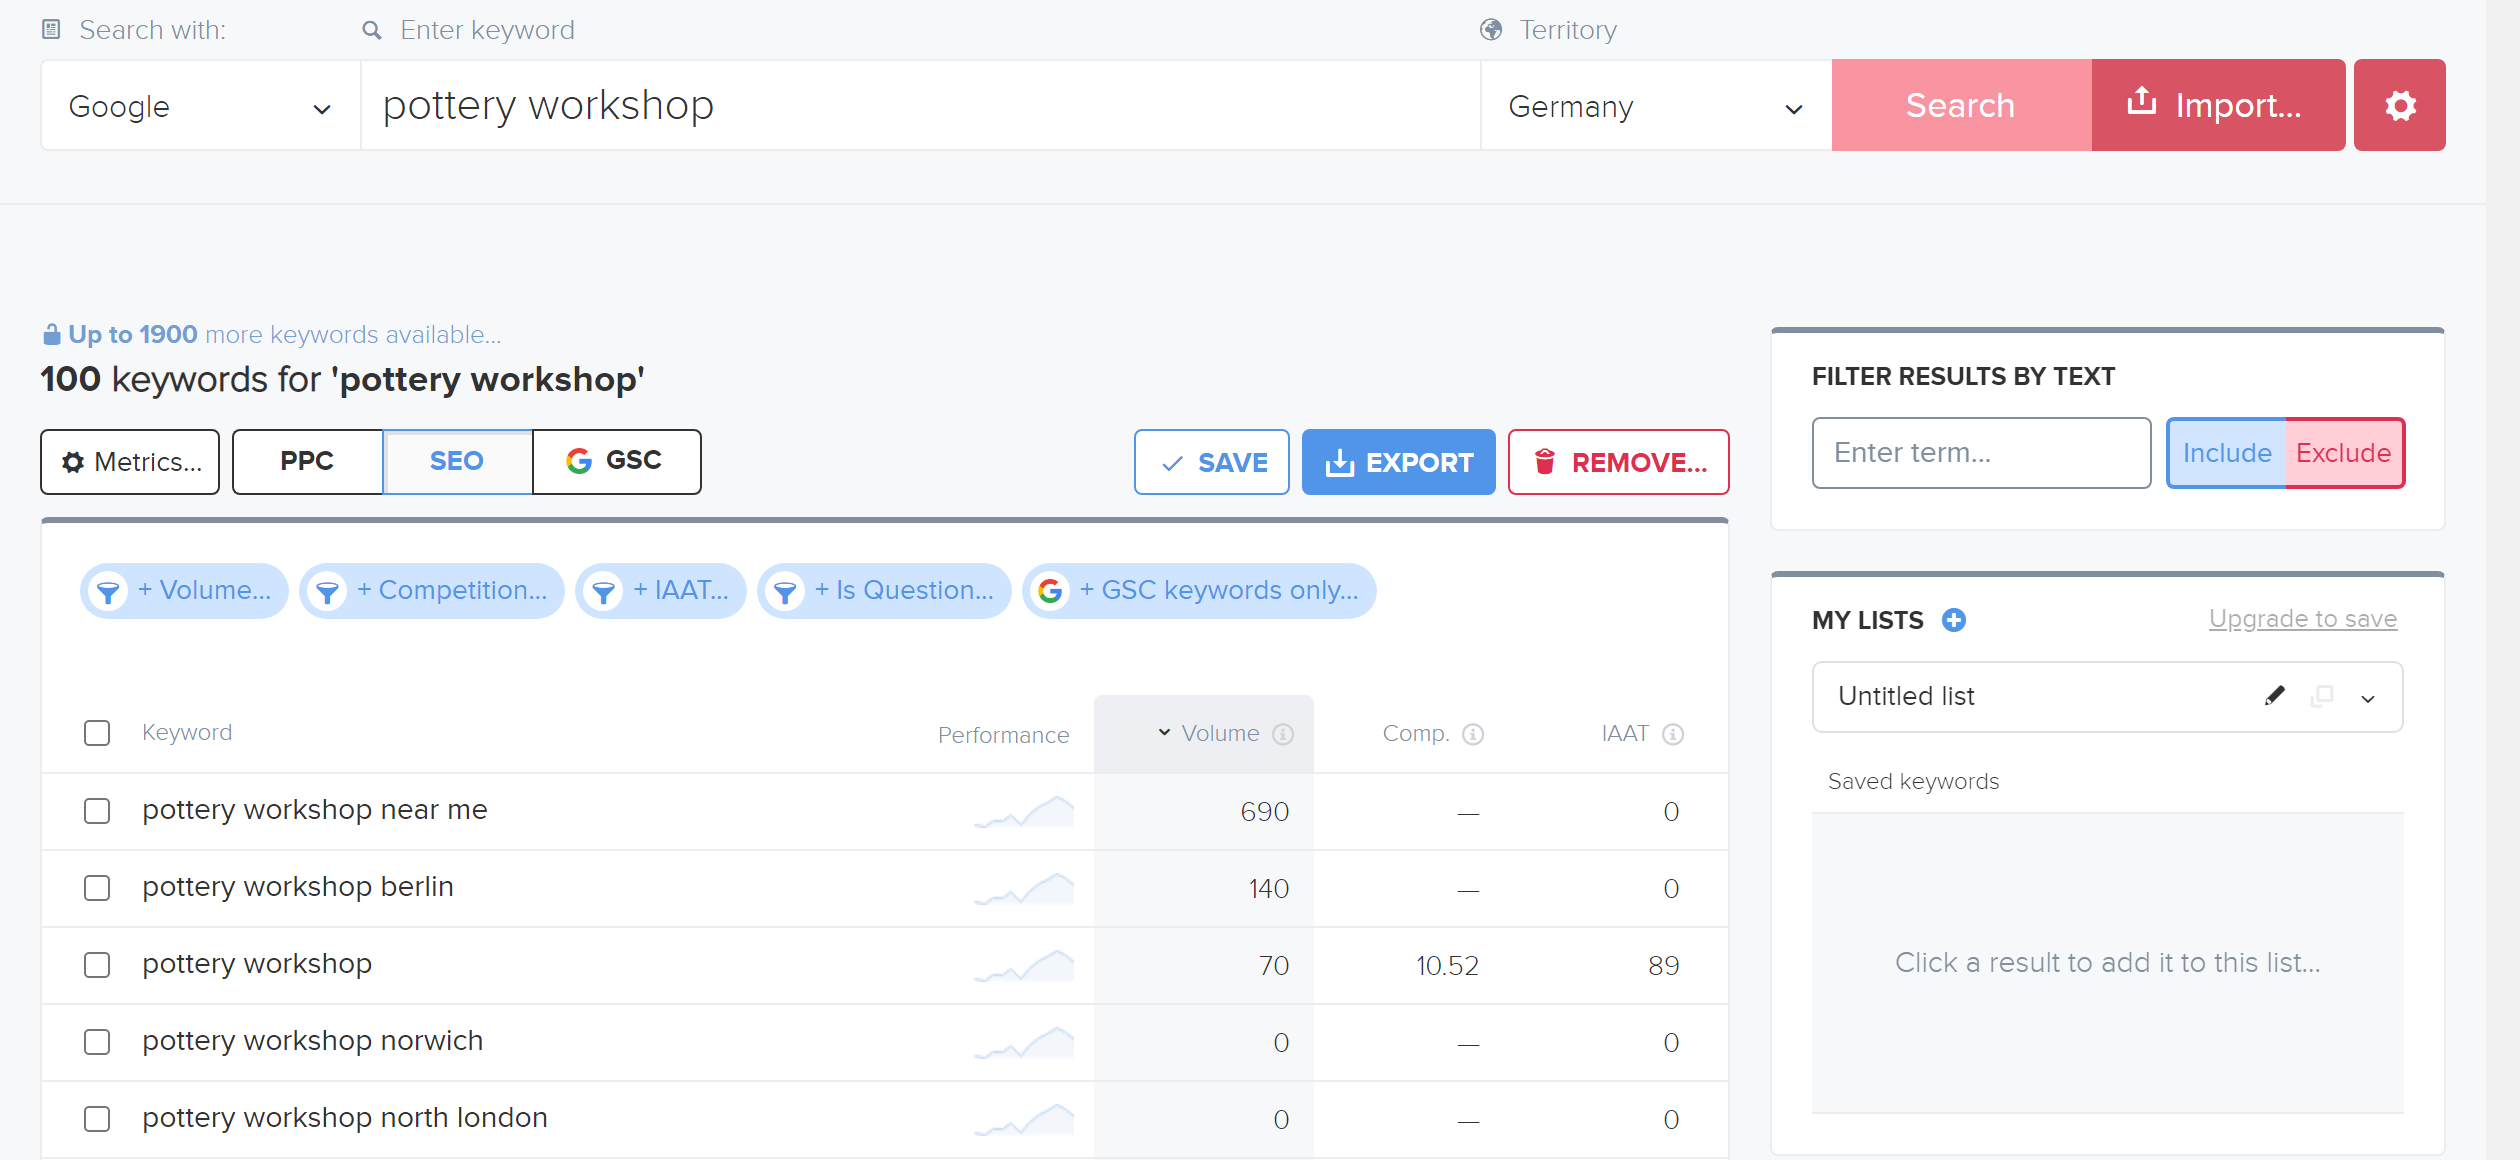 Search with:
Enter keyword
Territory
Google
pottery workshop
Germany
Search
Import...
Up to 1900 more keywords available...
100 keywords for 'pottery workshop'
Metrics...
PPC
SEO
GSC
SAVE
EXPORT
REMOVE...
+ Volume...
+ Competition...
+ IAAT...
+ Is Question...
+ GSC keywords only...
Keyword Performance Volume Comp. IAAT
pottery workshop near me 690 — 0
pottery workshop berlin 140 — 0
pottery workshop 70 10.52 89
pottery workshop norwich 0 — 0
pottery workshop north london 0 — 0
FILTER RESULTS BY TEXT
Enter term...
Include
Exclude
MY LISTS
Upgrade to save
Untitled list
Saved keywords
Click a result to add it to this list...